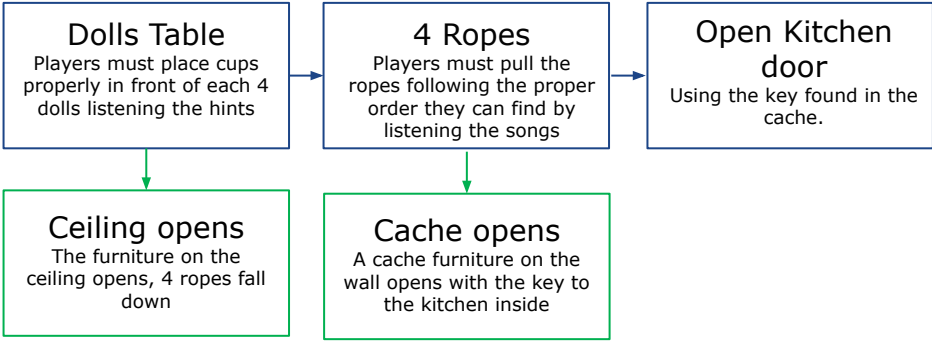 Dolls Table
Players must place cups
properly in front of each 4
dolls listening the hints
4 Ropes
Players must pull the
ropes following the proper
order they can find by
listening the songs
Open Kitchen
door
Using the key found in the
cache.
Ceiling opens
The furniture on the
ceiling opens, 4 ropes fall
down
Cache opens
A cache furniture on the
wall opens with the key to
the kitchen inside